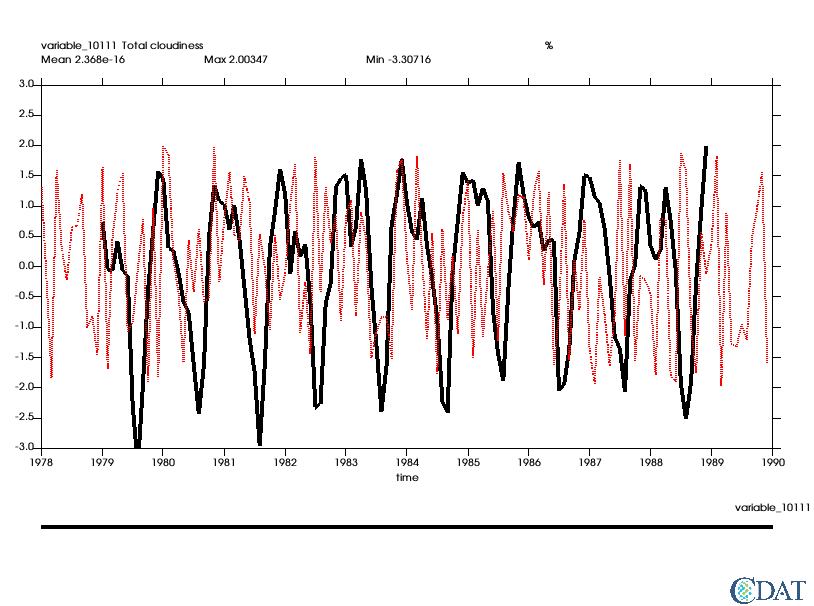 variable_10111 Total cloudiness %
Mean 2.368e-16 Max 2.00347 Min -3.30716
3.0
2.5
2.0
1.5
1.0
0.5
0.0
-0.5
-1.0
-1.5
-2.0
-2.5
-3.0
1978 1979 1980 1981 1982 1983 1984 1985 1986 1987 1988 1989 1990
time
variable_10111
CDAT